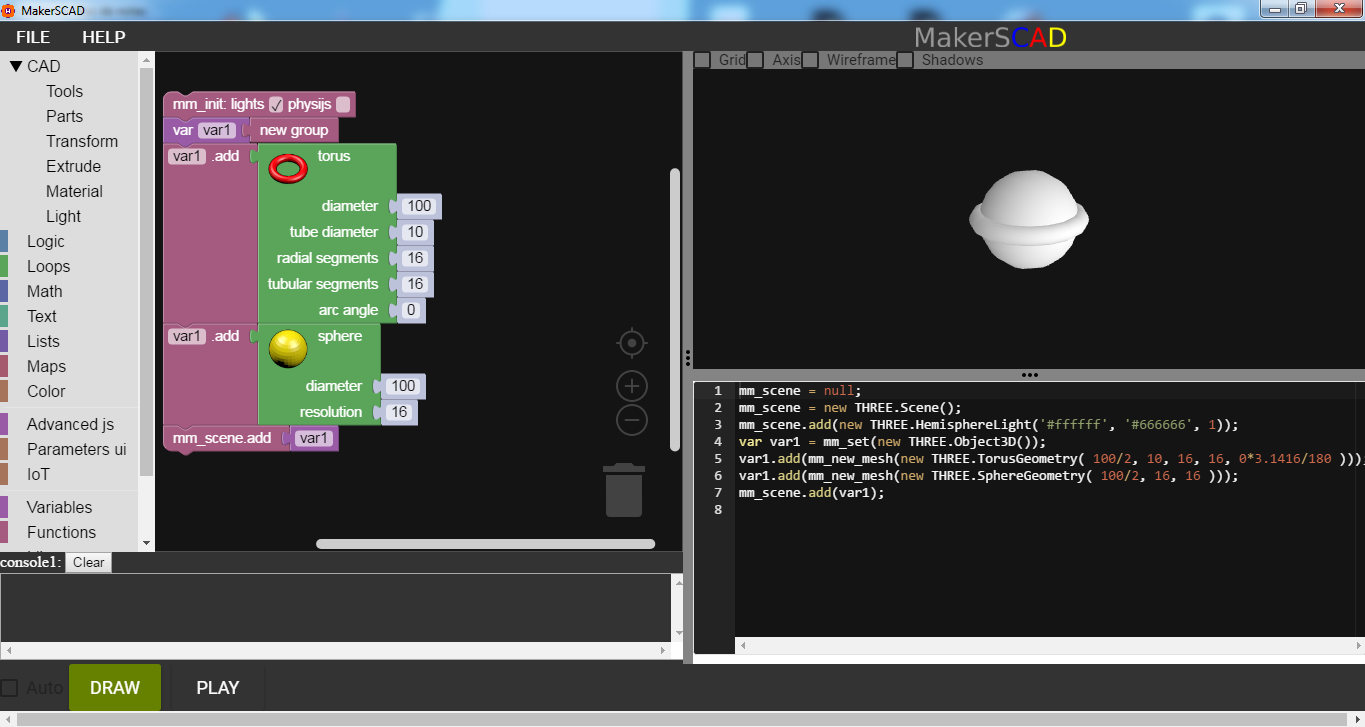 MakerSCAD
FILE HELP
MakerSCAD
CAD
Tools
Parts
Transform
Extrude
Material
Light
Logic
Loops
Math
Text
Lists
Maps
Color
Advanced js
Parameters ui
IoT
Variables
Functions
mm_init: lights physijs
var var1 new group
var1 .add torus
diameter 100
tube diameter 10
radial segments 16
tubular segments 16
arc angle 0
var1 .add sphere
diameter 100
resolution 16
mm_scene.add var1
Grid Axis Wireframe Shadows
1 mm_scene = null;
2 mm_scene = new THREE.Scene();
3 mm_scene.add(new THREE.HemisphereLight('#ffffff', '#666666', 1));
4 var var1 = mm_set(new THREE.Object3D());
5 var1.add(mm_new_mesh(new THREE.TorusGeometry( 100/2, 10, 16, 16, 0*3.1416/180 )));
6 var1.add(mm_new_mesh(new THREE.SphereGeometry( 100/2, 16, 16 )));
7 mm_scene.add(var1);
8
console1: Clear
Auto DRAW PLAY